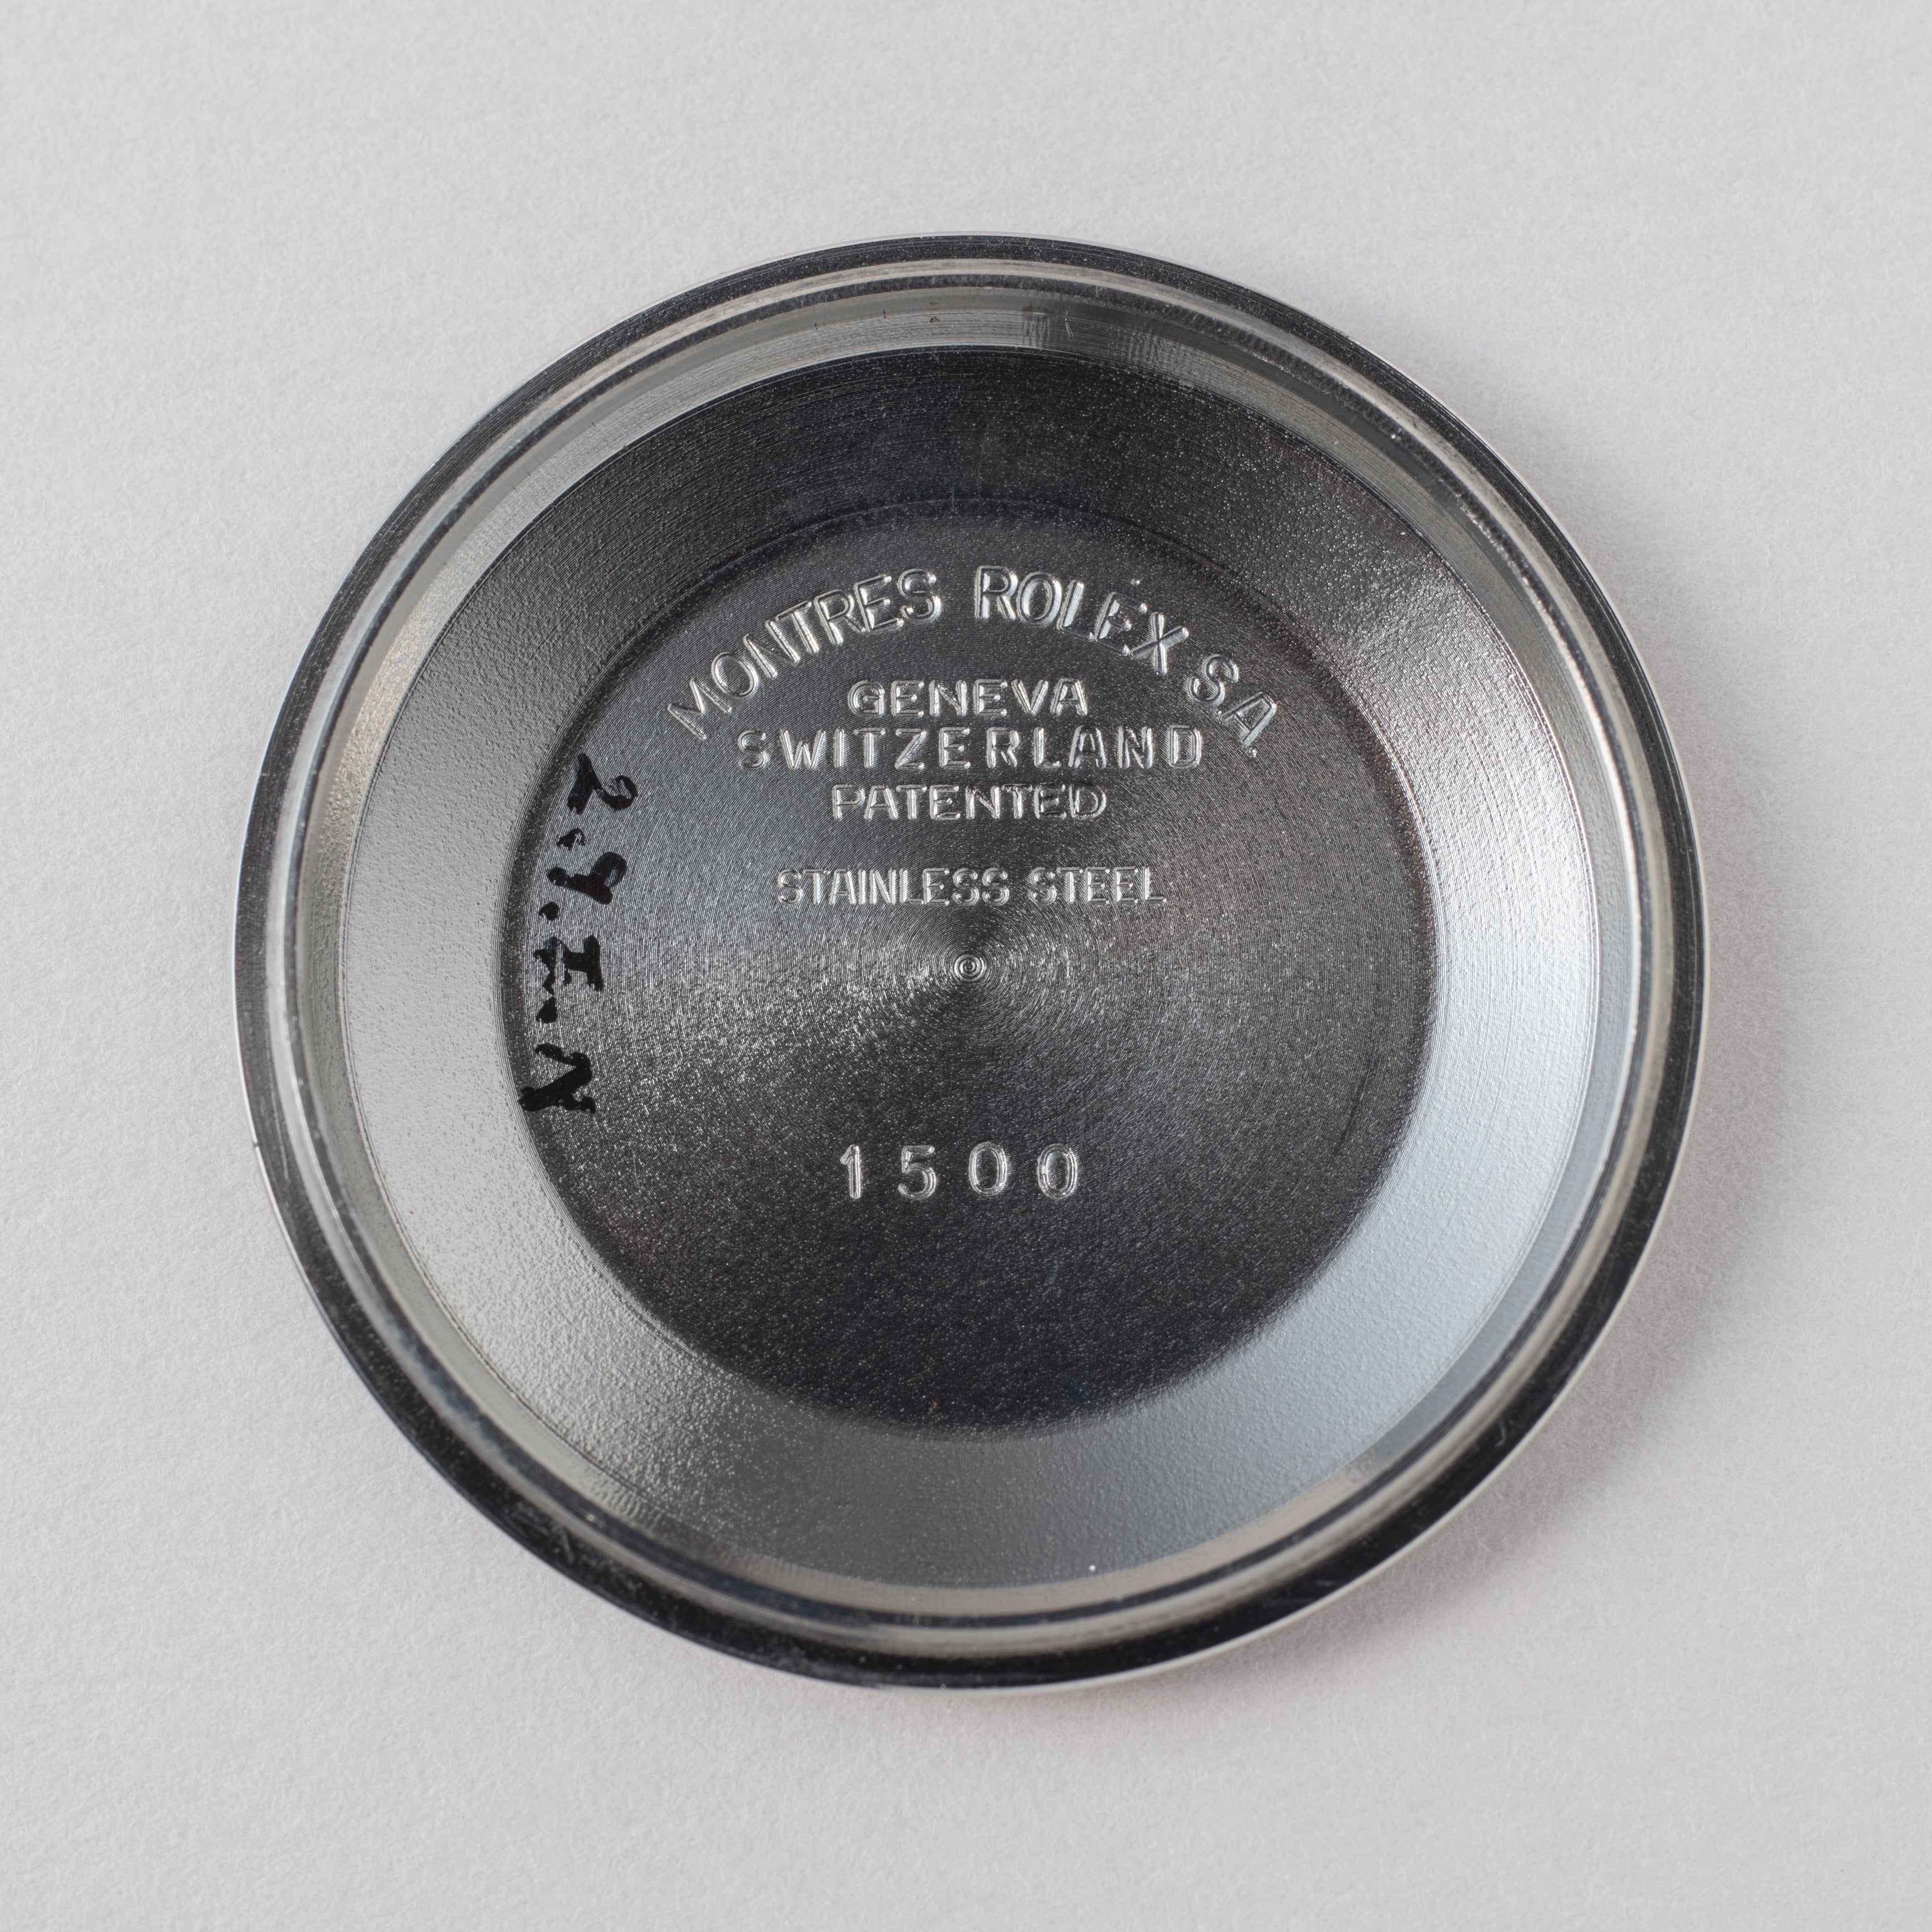 MONTRES ROLEX S.A.
GENEVA
SWITZERLAND
PATENTED
STAINLESS STEEL
1500